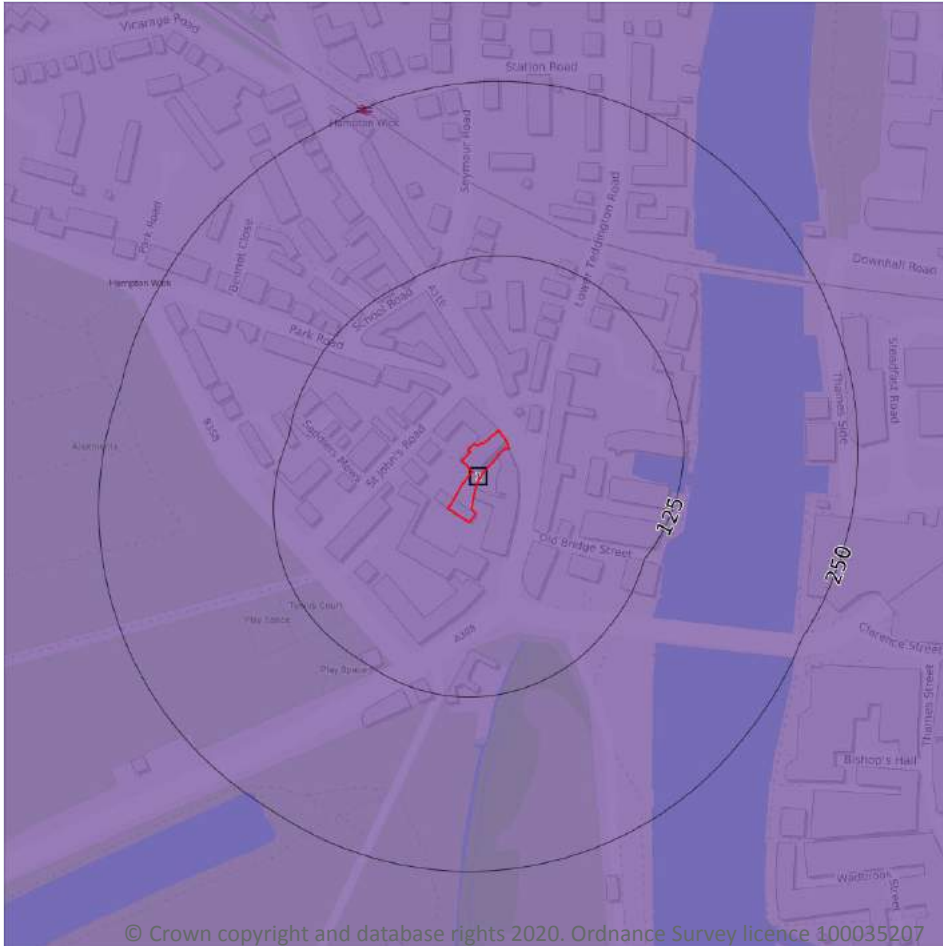 Vicarage Road
Station Road
Hampton Wick
Seymour Road
Park Road
Bennet Close
Lower Teddington Road
Downhall Road
Hampton Wick
School Road
A310
Park Road
Thames Side
Steadfast Road
B358
Allotments
Sadders Mews
St John's Road
1
125
Old Bridge Street
250
Tennis Court
Play Space
A308
Clarence Street
Play Space
Thames Street
Bishop's Hall
Wadbrook Street
© Crown copyright and database rights 2020. Ordnance Survey licence 100035207